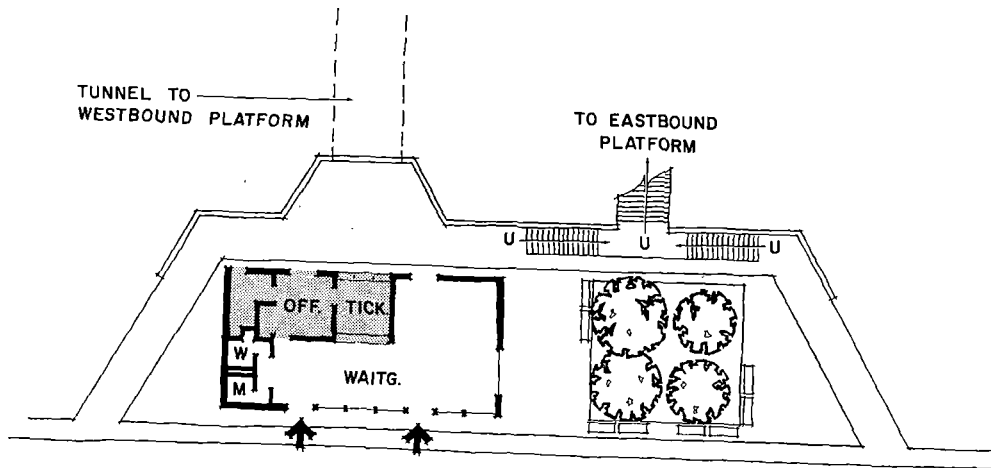 TUNNEL TO
WESTBOUND PLATFORM
TO EASTBOUND
PLATFORM
U
U
U
OFF.
TICK.
W
WAITG.
M